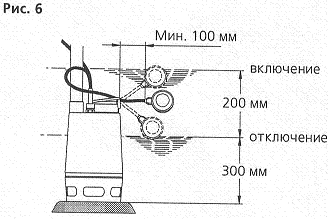 Рис. 6
Мин. 100 мм
включение
200 мм
отключение
300 мм